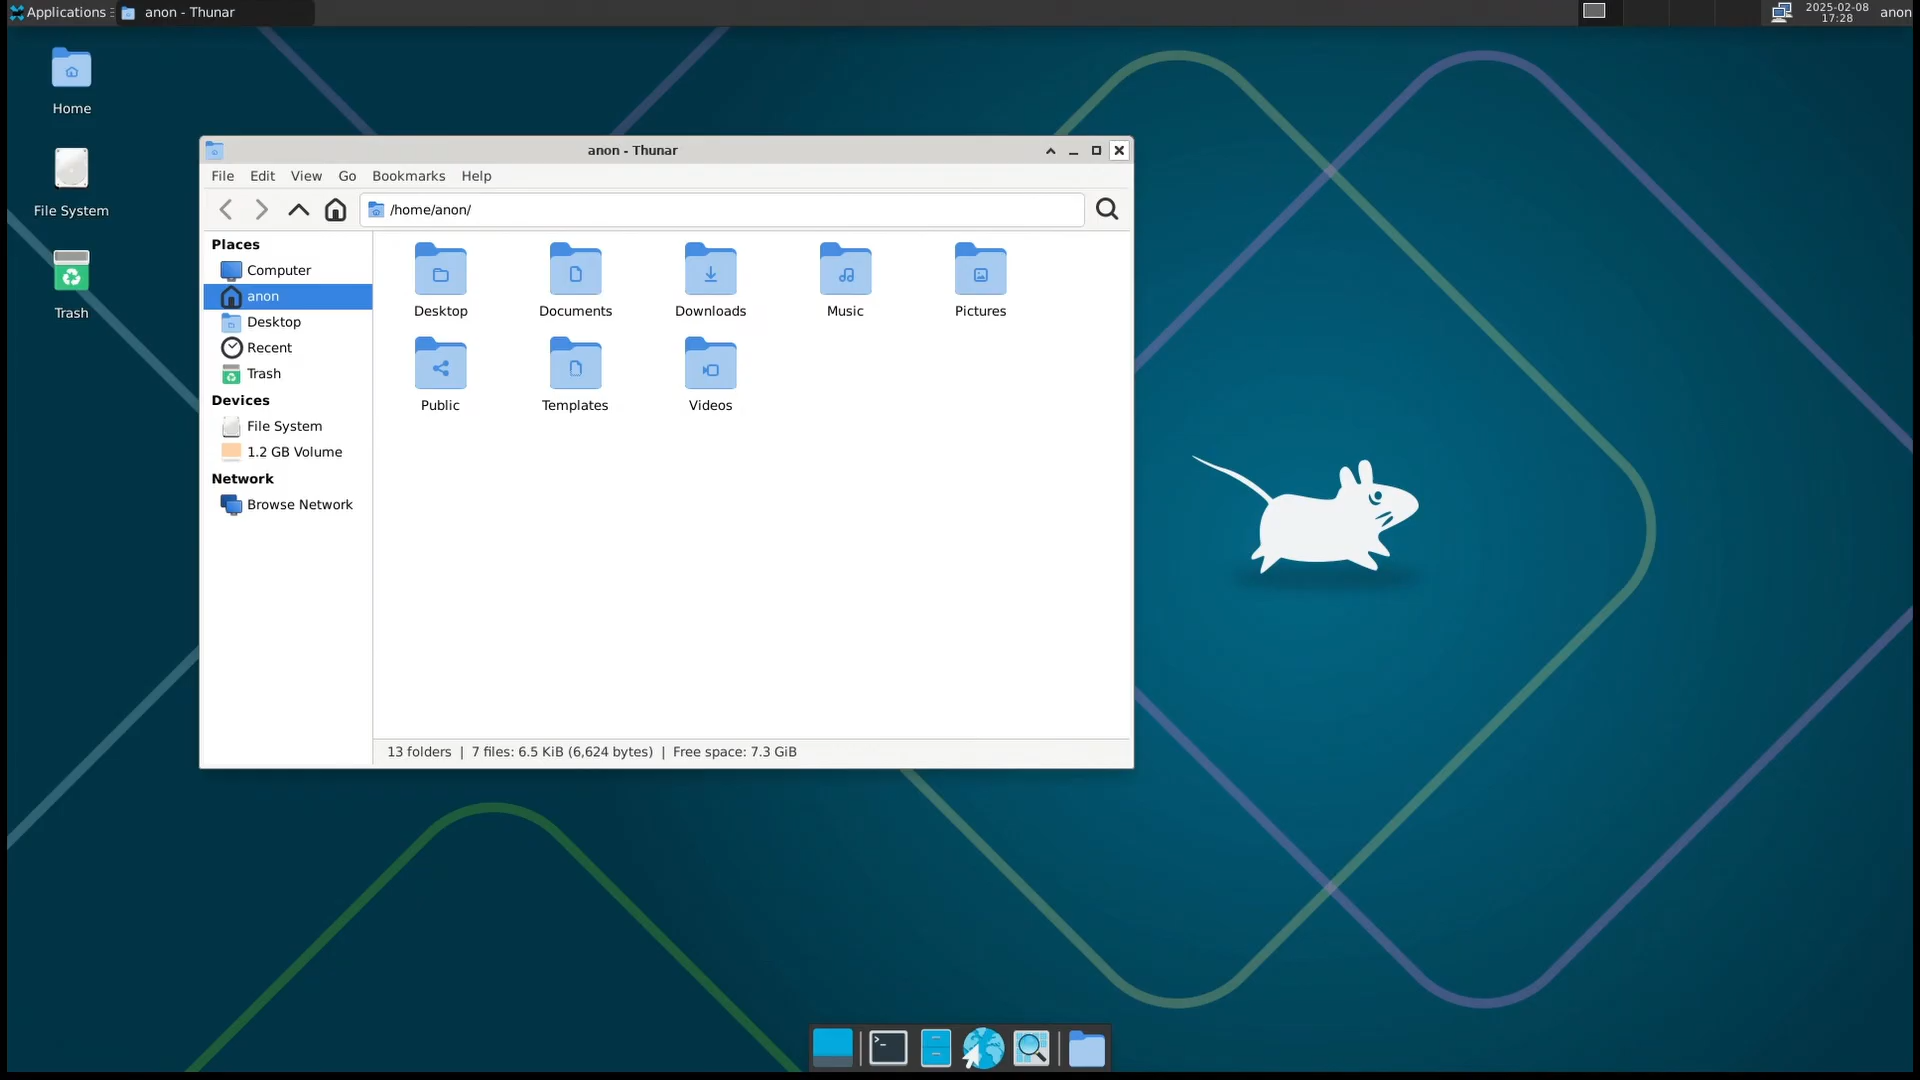 Applications
anon - Thunar
2025-02-08
17:28
anon
Home
File System
Trash
anon - Thunar
File Edit View Go Bookmarks Help
/home/anon/
Places
Computer
anon
Desktop
Recent
Trash
Devices
File System
1.2 GB Volume
Network
Browse Network
Desktop Documents Downloads Music Pictures
Public Templates Videos
13 folders | 7 files: 6.5 KiB (6,624 bytes) | Free space: 7.3 GiB